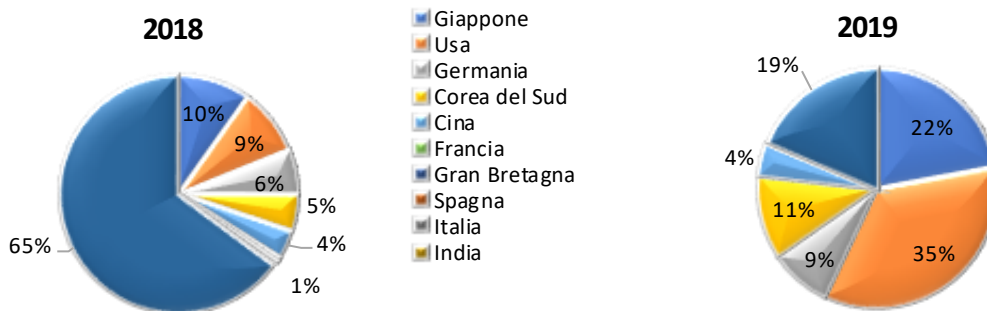 2018
10%
9%
6%
5%
4%
1%
65%
Giappone
Usa
Germania
Corea del Sud
Cina
Francia
Gran Bretagna
Spagna
Italia
India
2019
19%
22%
4%
11%
9%
35%